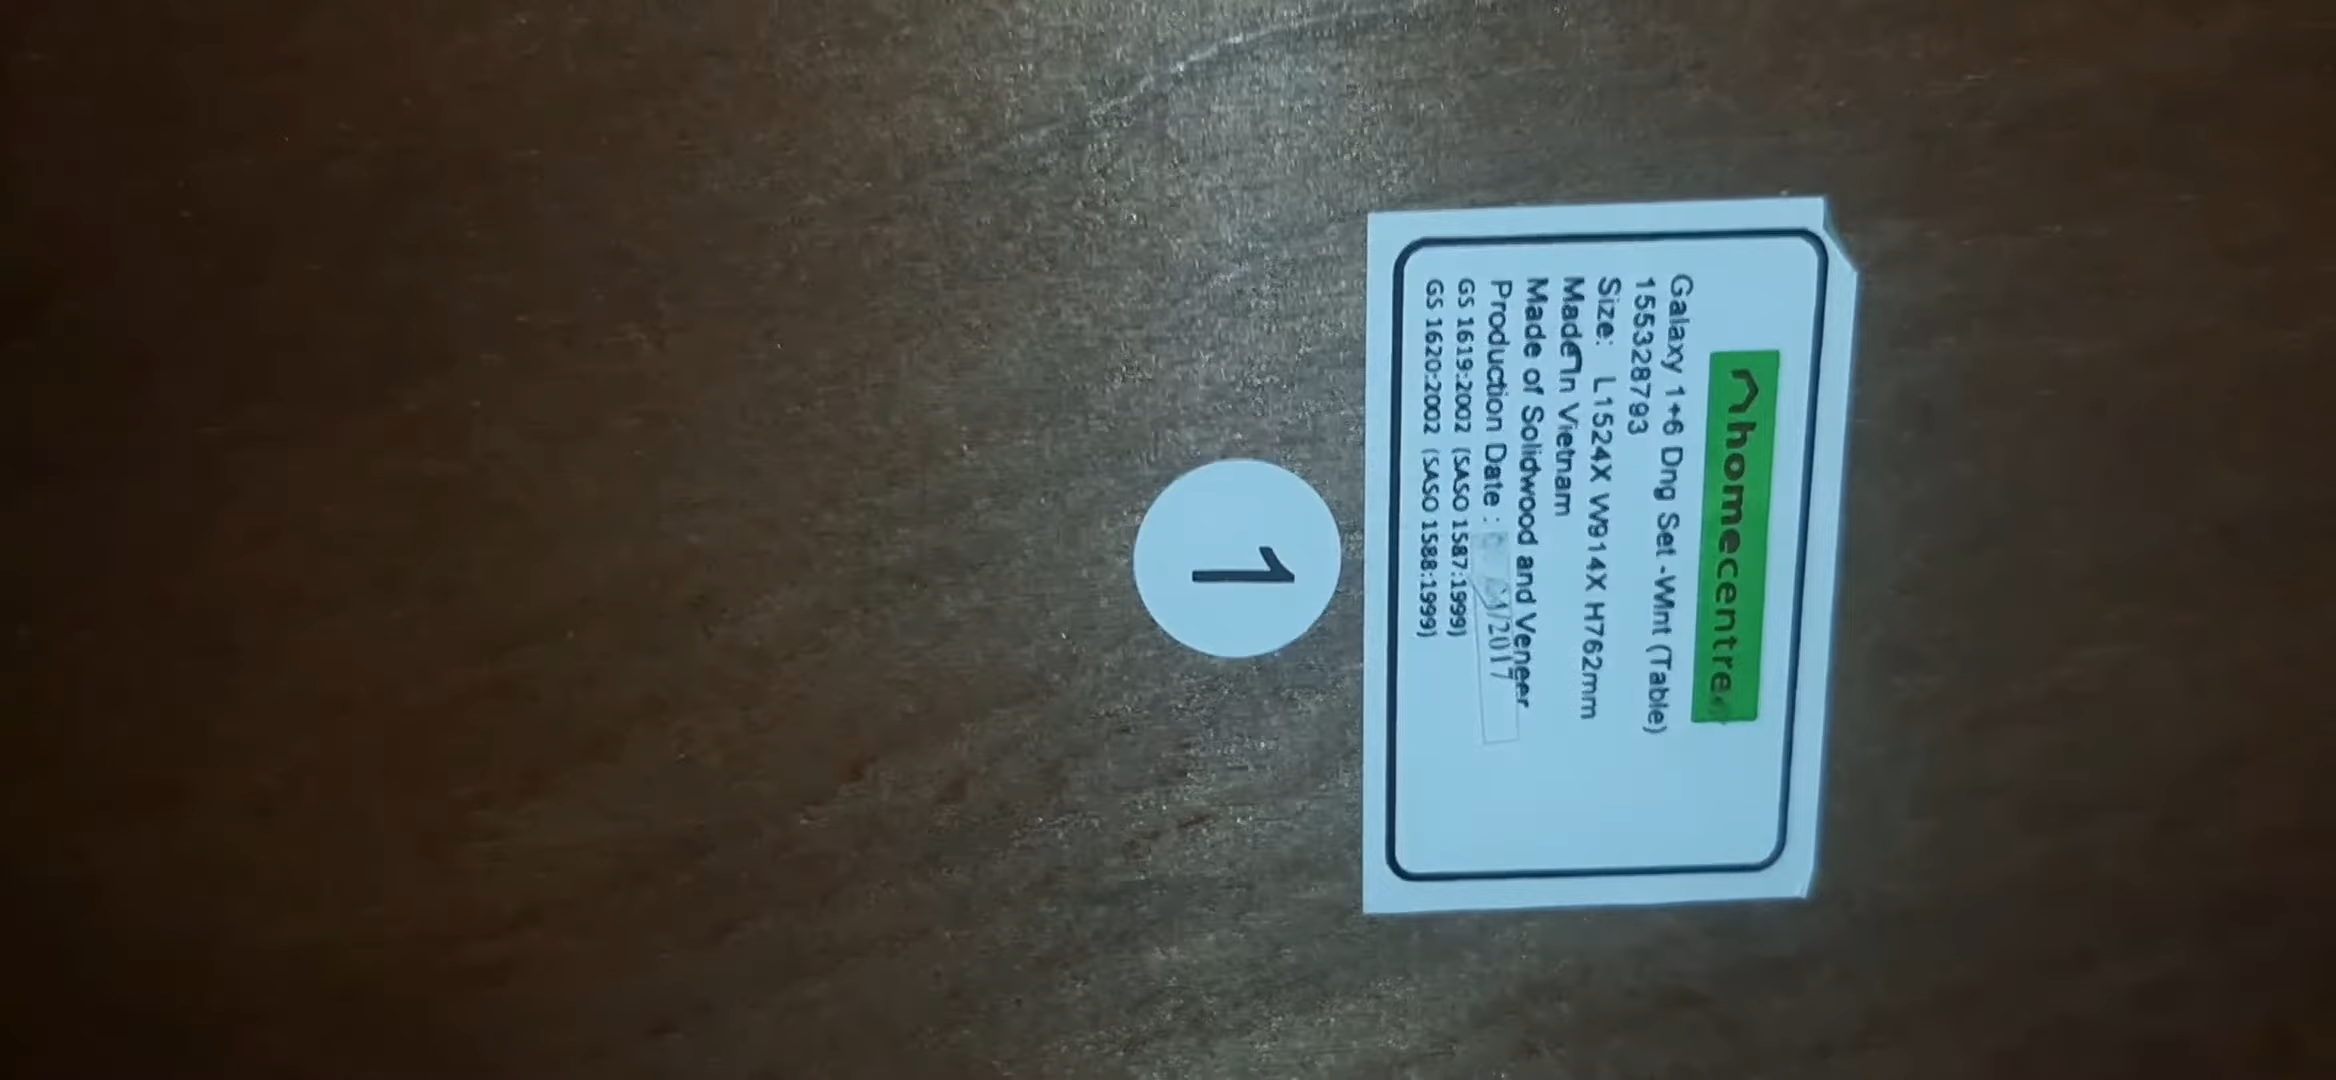 homecentre
Galaxy 1+6 Dng Set -Wnt (Table)
155328793
Size: L1524X W914X H762mm
Made In Vietnam
Made of Solidwood and Veneer
Production Date : /2017
GS 1619:2002 (SASO 1587:1999)
GS 1620:2002 (SASO 1588:1999)
1